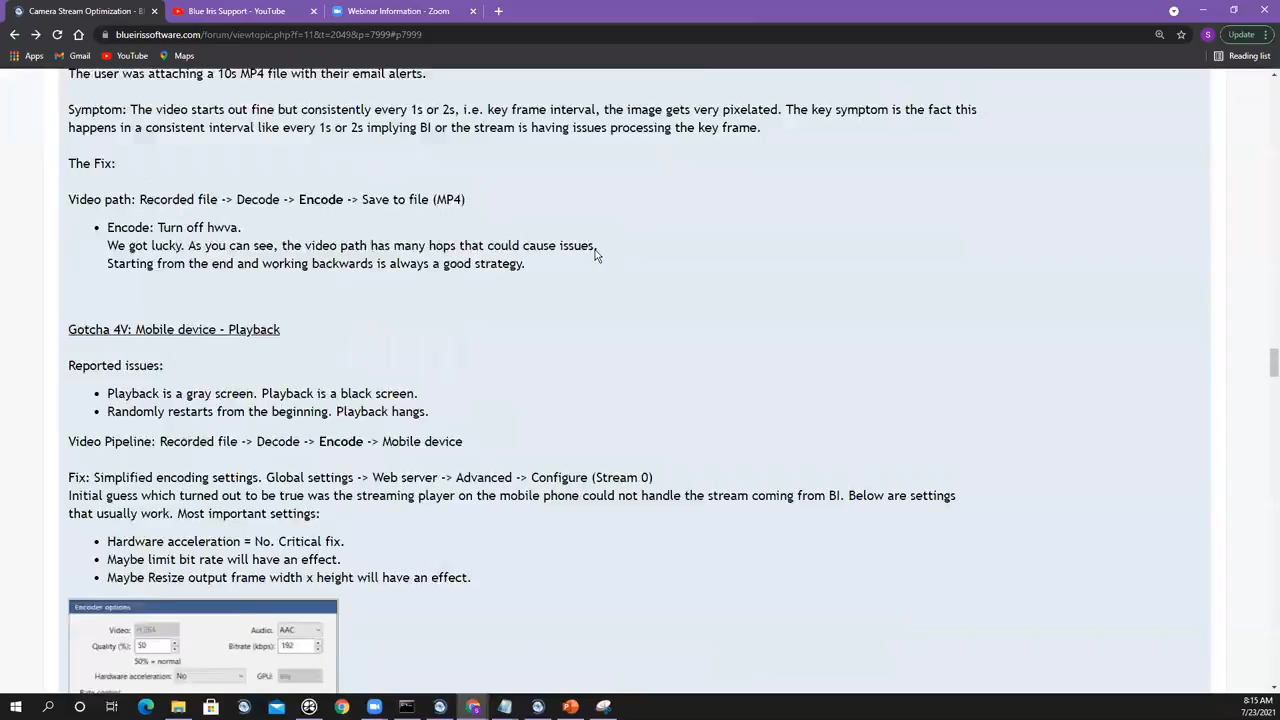 Camera Stream Optimization - Bl
Blue Iris Support - YouTube
Webinar Information - Zoom
blueirissoftware.com/forum/viewtopic.php?f=11&t=2049&p=7999#p7999
S
Update
Apps
Gmail
YouTube
Maps
Reading list
The user was attaching a 10s MP4 file with their email alerts.
Symptom: The video starts out fine but consistently every 1s or 2s, i.e. key frame interval, the image gets very pixelated. The key symptom is the fact this
happens in a consistent interval like every 1s or 2s implying BI or the stream is having issues processing the key frame.
The Fix:
Video path: Recorded file -> Decode -> Encode -> Save to file (MP4)
• Encode: Turn off hwva.
We got lucky. As you can see, the video path has many hops that could cause issues.
Starting from the end and working backwards is always a good strategy.
Gotcha 4V: Mobile device - Playback
Reported issues:
• Playback is a gray screen. Playback is a black screen.
• Randomly restarts from the beginning. Playback hangs.
Video Pipeline: Recorded file -> Decode -> Encode -> Mobile device
Fix: Simplified encoding settings. Global settings -> Web server -> Advanced -> Configure (Stream 0)
Initial guess which turned out to be true was the streaming player on the mobile phone could not handle the stream coming from BI. Below are settings
that usually work. Most important settings:
• Hardware acceleration = No. Critical fix.
• Maybe limit bit rate will have an effect.
• Maybe Resize output frame width x height will have an effect.
Encoder options
Video: H.264 Audio: AAC
Quality (%): 50 Bitrate (kbps): 192
50% = normal
Hardware acceleration: No GPU:
Rate control
8:15 AM
7/23/2021